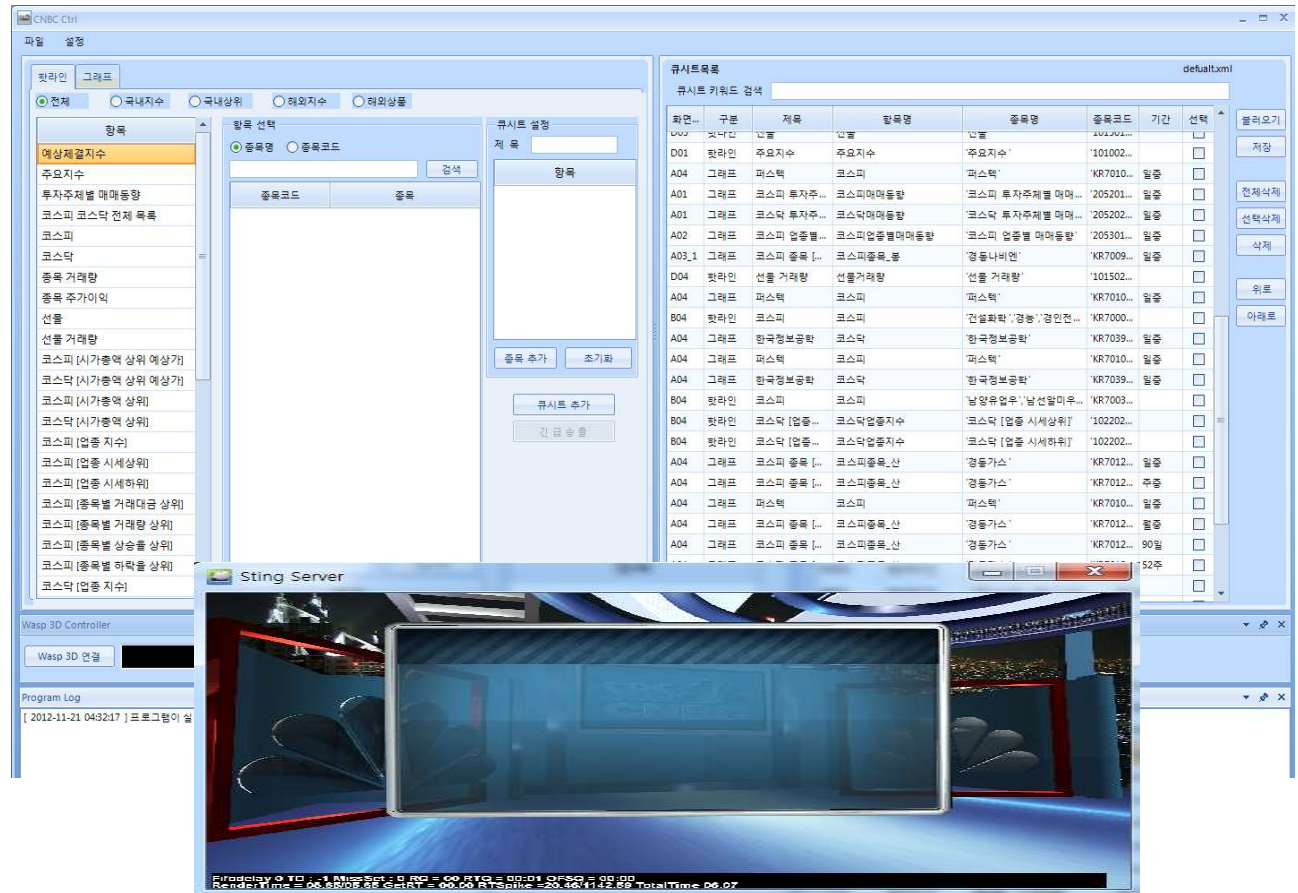 CNBC Ctrl
파일 설정
핫라인 그래프
전체 국내지수 국내상위 해외지수 해외상품
항목
예상체결지수
주요지수
투자주체별 매매동향
코스피 코스닥 전체 목록
코스피
코스닥
종목 거래량
종목 주가이익
선물
선물 거래량
코스피 [시가총액 상위 예상가]
코스닥 [시가총액 상위 예상가]
코스피 [시가총액 상위]
코스닥 [시가총액 상위]
코스피 [업종 지수]
코스피 [업종 시세상위]
코스피 [업종 시세하위]
코스피 [종목별 거래대금 상위]
코스피 [종목별 거래량 상위]
코스피 [종목별 상승율 상위]
코스피 [종목별 하락율 상위]
코스닥 [업종 지수]
항목 선택
종목명 종목코드
검색
종목코드 종목
큐시트 설정
제 목
항목
종목 추가 초기화
큐시트 추가
긴급송출
큐시트목록 defualt.xml
큐시트 키워드 검색
화면... 구분 제목 항목명 종목명 종목코드 기간 선택
D01 핫라인 주요지수 주요지수 '주요지수' '101002...
A04 그래프 퍼스텍 코스피 '퍼스텍' 'KR7010... 일중
A01 그래프 코스피 투자주... 코스피매매동향 '코스피 투자주체별 매매... '205201... 일중
A01 그래프 코스닥 투자주... 코스닥매매동향 '코스닥 투자주체별 매매... '205202... 일중
A02 그래프 코스피 업종별... 코스피업종별매매동향 '코스피 업종별 매매동향' '205301... 일중
A03_1 그래프 코스피 종목 [... 코스피종목_봉 '경동나비엔' 'KR7009... 일중
D04 핫라인 선물 거래량 선물거래량 '선물 거래량' '101502...
A04 그래프 퍼스텍 코스피 '퍼스텍' 'KR7010... 일중
B04 핫라인 코스피 코스피 '건설화학','경농','경인전... 'KR7000...
A04 그래프 한국정보공학 코스닥 '한국정보공학' 'KR7039... 일중
A04 그래프 퍼스텍 코스피 '퍼스텍' 'KR7010... 일중
A04 그래프 한국정보공학 코스닥 '한국정보공학' 'KR7039... 일중
B04 핫라인 코스피 코스피 '남양유업우','남선알미우... 'KR7003...
B04 핫라인 코스닥 [업종... 코스닥업종지수 '코스닥 [업종 시세상위]' '102202...
B04 핫라인 코스닥 [업종... 코스닥업종지수 '코스닥 [업종 시세하위]' '102202...
A04 그래프 코스피 종목 [... 코스피종목_산 '경동가스' 'KR7012... 일중
A04 그래프 코스피 종목 [... 코스피종목_산 '경동가스' 'KR7012... 주중
A04 그래프 퍼스텍 코스피 '퍼스텍' 'KR7010... 일중
A04 그래프 코스피 종목 [... 코스피종목_산 '경동가스' 'KR7012... 월중
A04 그래프 코스피 종목 [... 코스피종목_산 '경동가스' 'KR7012... 90일
52주
불러오기
저장
전체삭제
선택삭제
삭제
위로
아래로
Wasp 3D Controller
Wasp 3D 연결
Program Log
[ 2012-11-21 04:32:17 ] 프로그램이 실
Sting Server
RenderTime = 06.65/06.65 GetRT = 00.00 RTSpike =20.46/1142.59 TotalTime 06.07